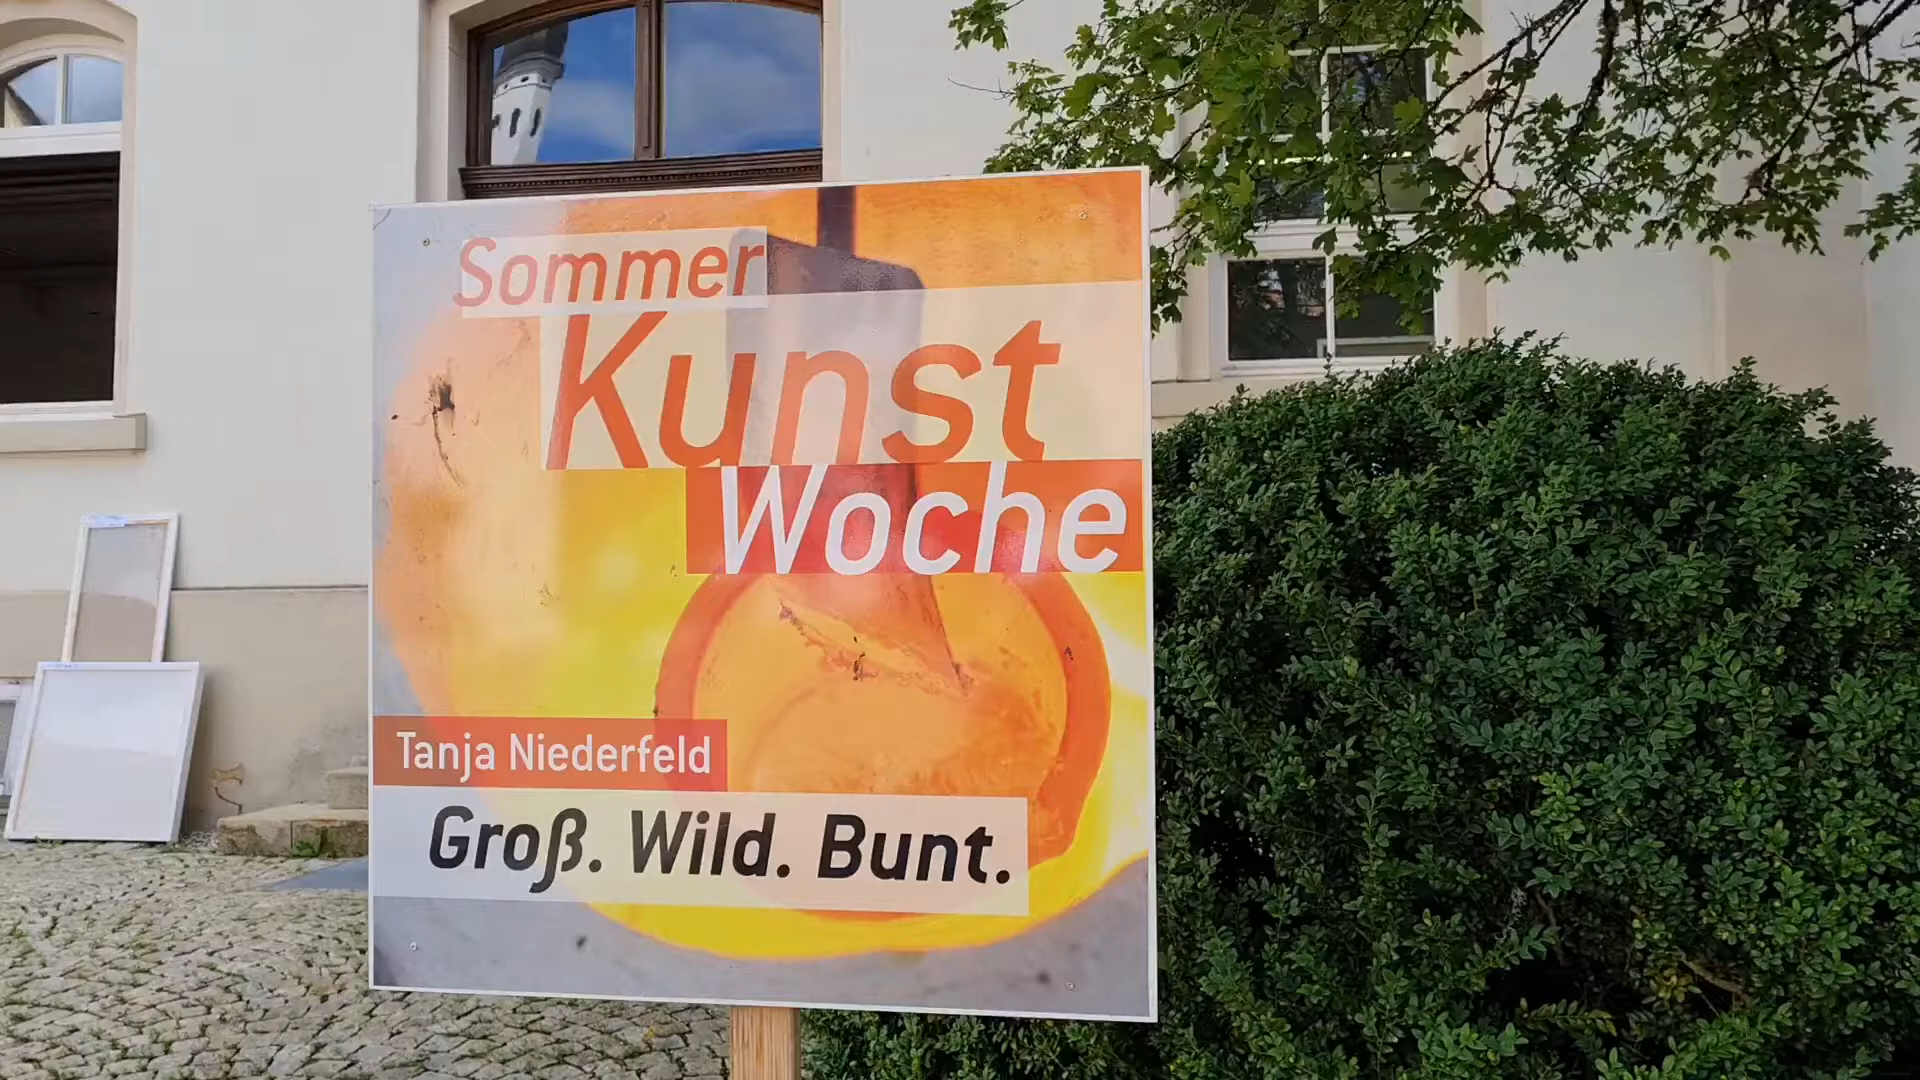 Sommer
Kunst
Woche
Tanja Niederfeld
Groß. Wild. Bunt.